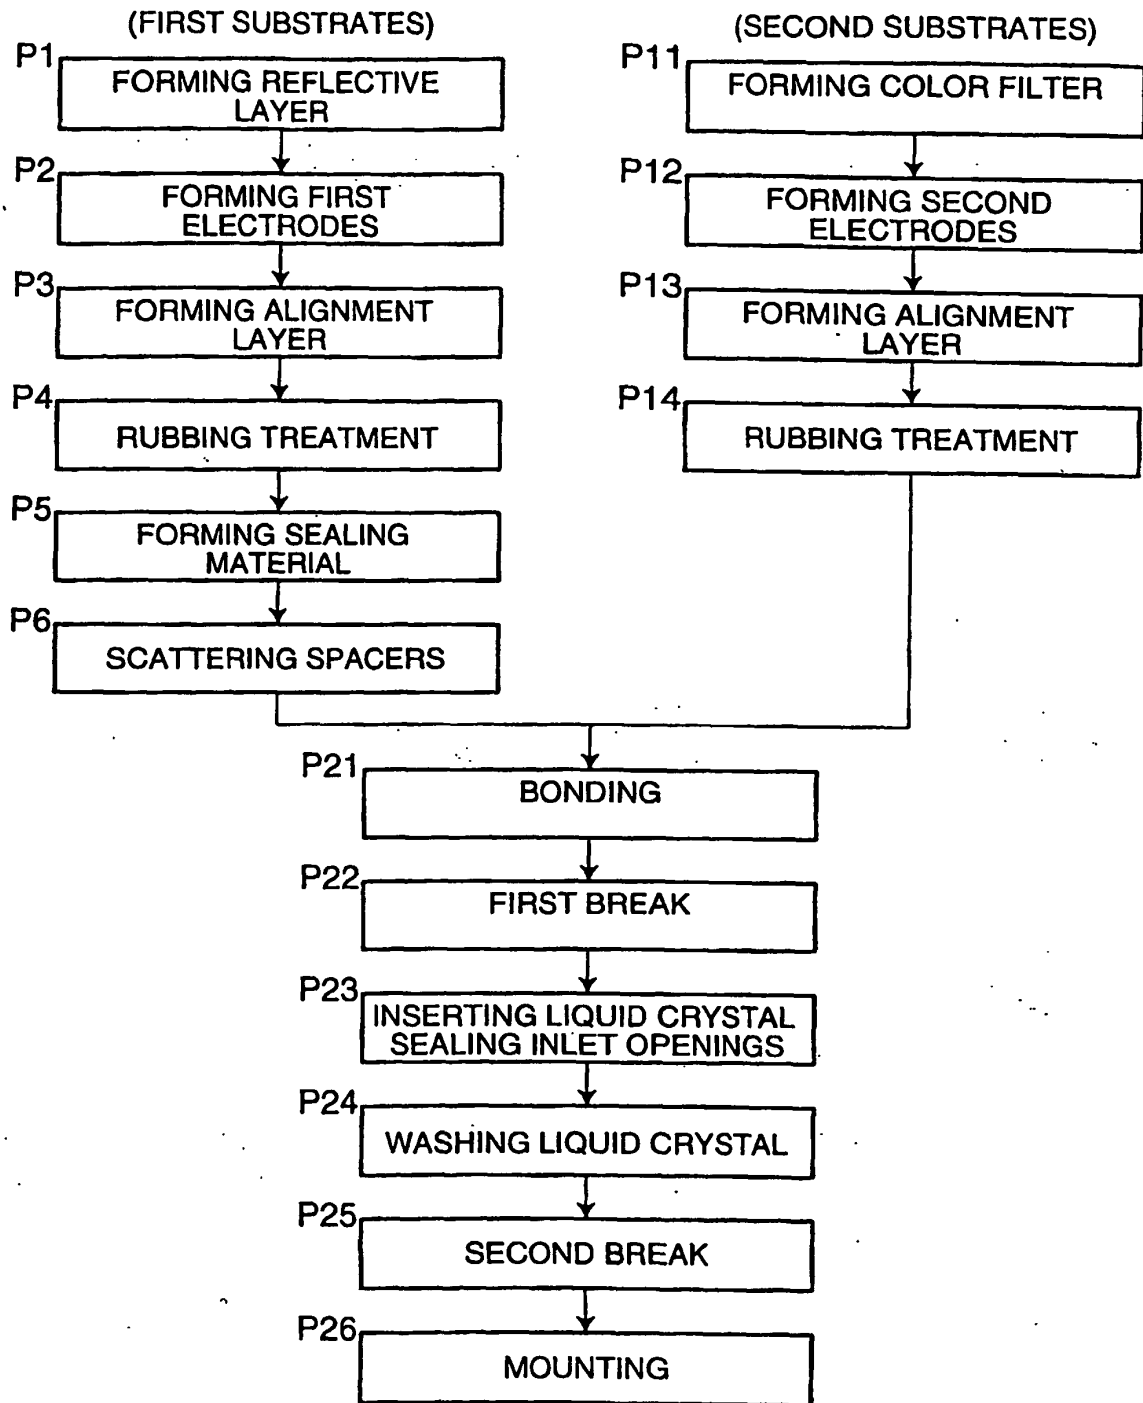 (FIRST SUBSTRATES)
P1
FORMING REFLECTIVE
LAYER
P2
FORMING FIRST
ELECTRODES
P3
FORMING ALIGNMENT
LAYER
P4
RUBBING TREATMENT
P5
FORMING SEALING
MATERIAL
P6
SCATTERING SPACERS
(SECOND SUBSTRATES)
P11
FORMING COLOR FILTER
P12
FORMING SECOND
ELECTRODES
P13
FORMING ALIGNMENT
LAYER
P14
RUBBING TREATMENT
P21
BONDING
P22
FIRST BREAK
P23
INSERTING LIQUID CRYSTAL
SEALING INLET OPENINGS
P24
WASHING LIQUID CRYSTAL
P25
SECOND BREAK
P26
MOUNTING